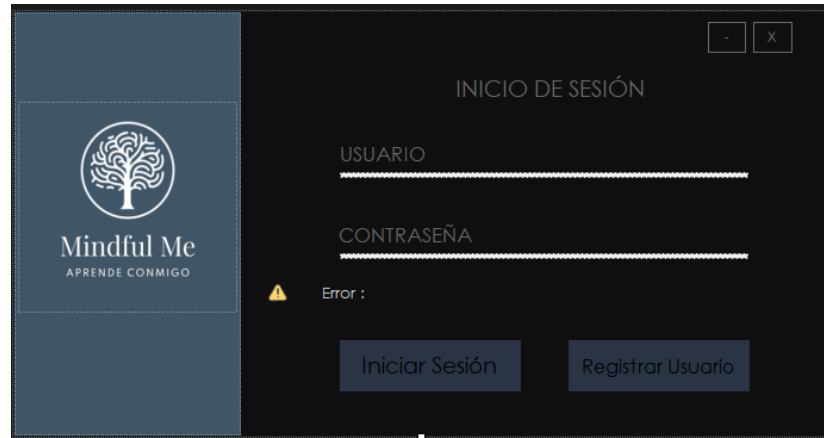 - X
INICIO DE SESIÓN
USUARIO
CONTRASEÑA
Mindful Me
APRENDE CONMIGO
Error :
Iniciar Sesión
Registrar Usuario